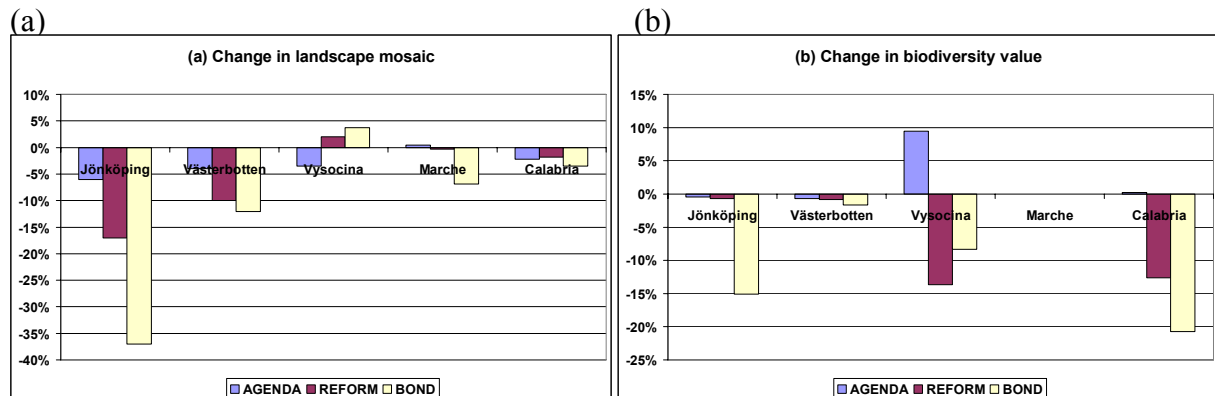 (a)
(a) Change in landscape mosaic
10%
5%
0%
-5%
-10%
-15%
-20%
-25%
-30%
-35%
-40%
Jönköping Västerbotten Vysocina Marche Calabria
AGENDA REFORM BOND
(b)
(b) Change in biodiversity value
15%
10%
5%
0%
-5%
-10%
-15%
-20%
-25%
Jönköping Västerbotten Vysocina Marche Calabria
AGENDA REFORM BOND